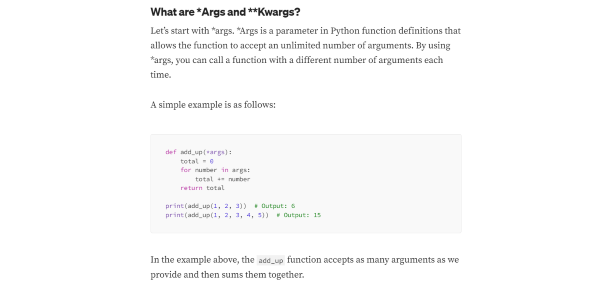 What are *Args and **Kwargs?
Let's start with *args. *Args is a parameter in Python function definitions that
allows the function to accept an unlimited number of arguments. By using
*args, you can call a function with a different number of arguments each
time.
A simple example is as follows:
def add_up(*args):
    total = 0
    for number in args:
        total += number
    return total
print(add_up(1, 2, 3))  # Output: 6
print(add_up(1, 2, 3, 4, 5))  # Output: 15
In the example above, the add_up function accepts as many arguments as we
provide and then sums them together.